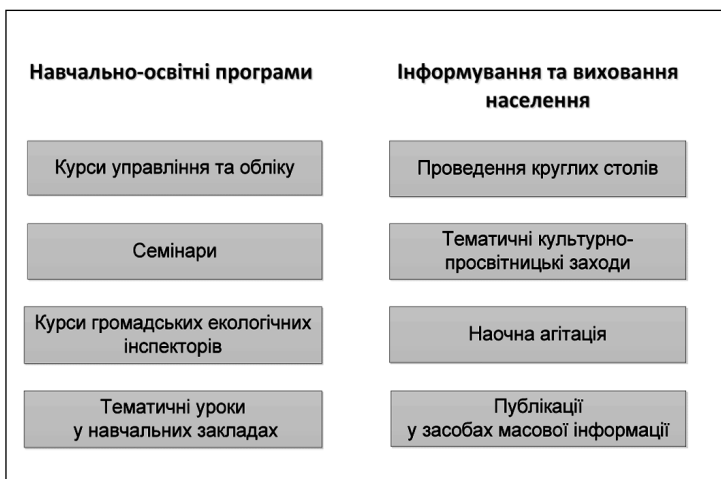 Навчально-освітні програми
Курси управління та обліку
Семінари
Курси громадських екологічних
інспекторів
Тематичні уроки
у навчальних закладах
Інформування та виховання
населення
Проведення круглих столів
Тематичні культурно-
просвітницькі заходи
Наочна агітація
Публікації
у засобах масової інформації